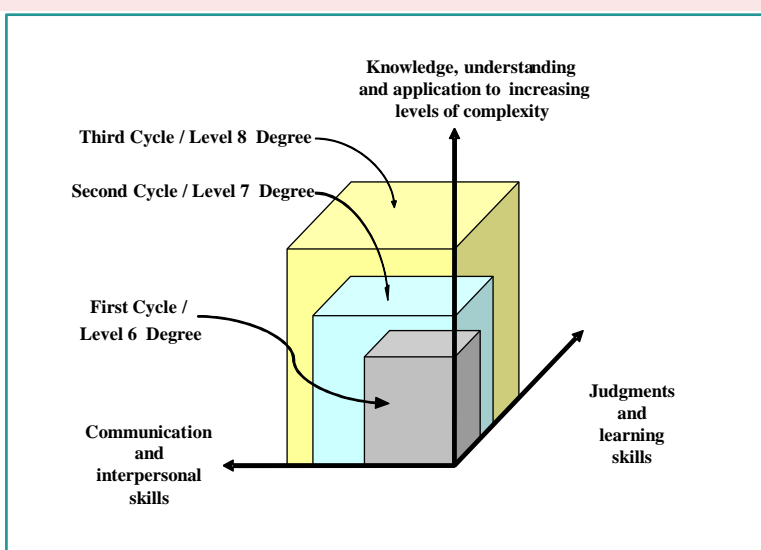 Knowledge, understanding
and application to increasing
levels of complexity
Third Cycle / Level 8 Degree
Second Cycle / Level 7 Degree
First Cycle /
Level 6 Degree
Judgments
and
learning
skills
Communication
and
interpersonal
skills